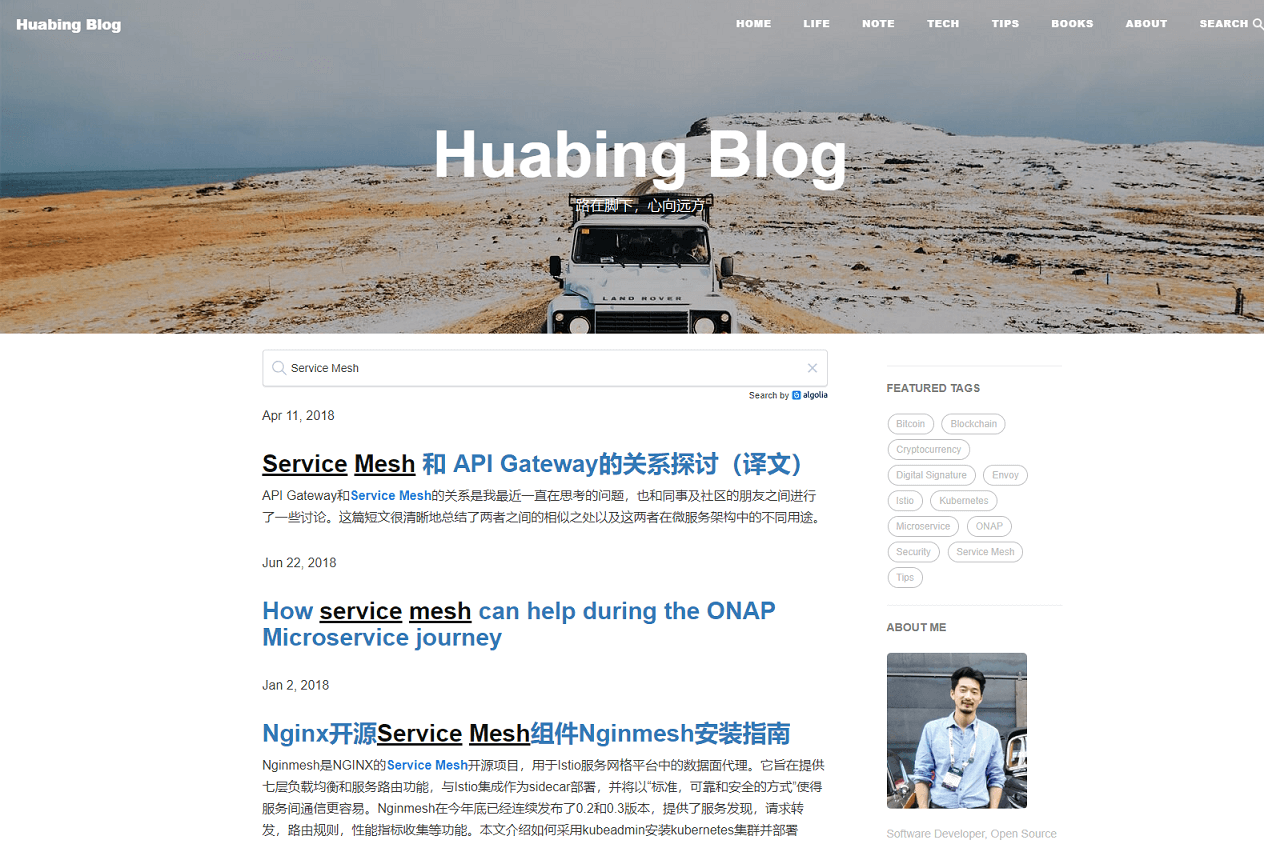 Huabing Blog
HOME LIFE NOTE TECH TIPS BOOKS ABOUT SEARCH
Huabing Blog
路在脚下，心向远方
LAND ROVER
Service Mesh
Search by algolia
Apr 11, 2018
Service Mesh 和 API Gateway的关系探讨（译文）
API Gateway和Service Mesh的关系是我最近一直在思考的问题，也和同事及社区的朋友之间进行
了一些讨论。这篇短文很清晰地总结了两者之间的相似之处以及这两者在微服务架构中的不同用途。
Jun 22, 2018
How service mesh can help during the ONAP
Microservice journey
Jan 2, 2018
Nginx开源Service Mesh组件Nginmesh安装指南
Nginmesh是NGINX的Service Mesh开源项目，用于Istio服务网格平台中的数据面代理。它旨在提供
七层负载均衡和服务路由功能，与Istio集成作为sidecar部署，并将以“标准，可靠和安全的方式”使得
服务间通信更容易。Nginmesh在今年底已经连续发布了0.2和0.3版本，提供了服务发现，请求转
发，路由规则，性能指标收集等功能。本文介绍如何采用kubeadmin安装kubernetes集群并部署
FEATURED TAGS
Bitcoin Blockchain
Cryptocurrency
Digital Signature Envoy
Istio Kubernetes
Microservice ONAP
Security Service Mesh
Tips
ABOUT ME
Software Developer, Open Source